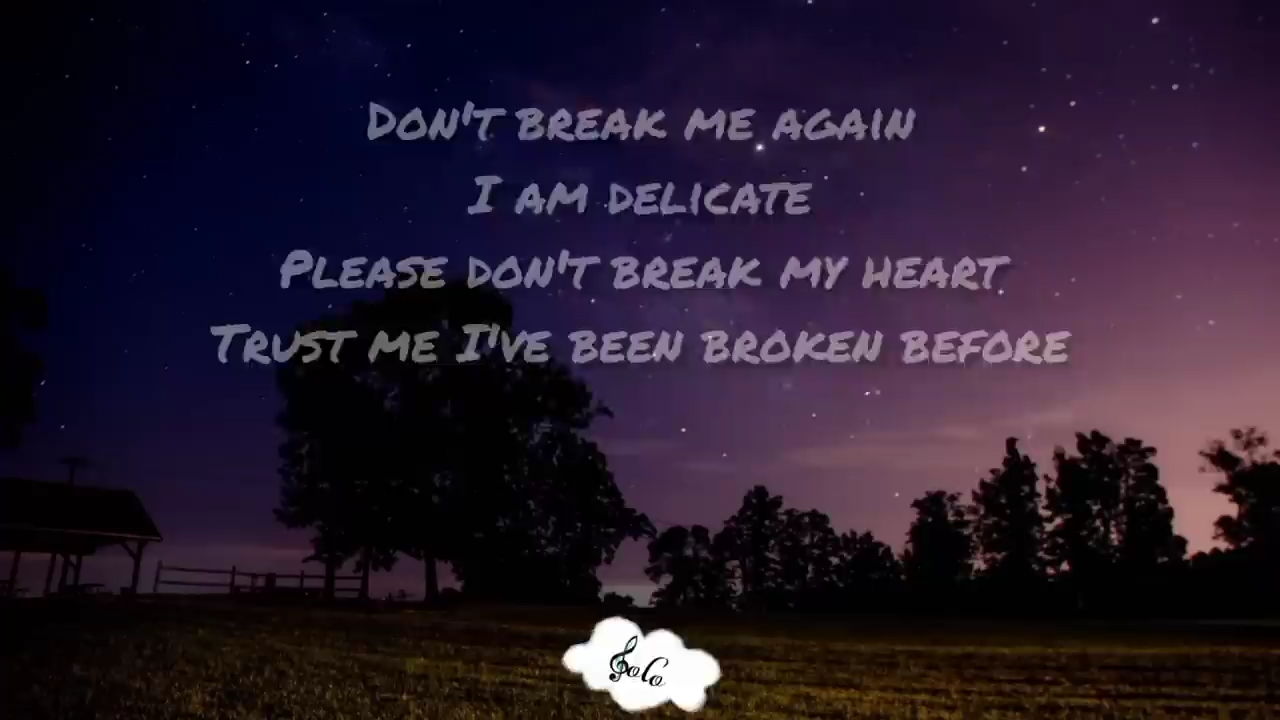 Don't break me again
I am delicate
Please don't break my heart
Trust me I've been broken before